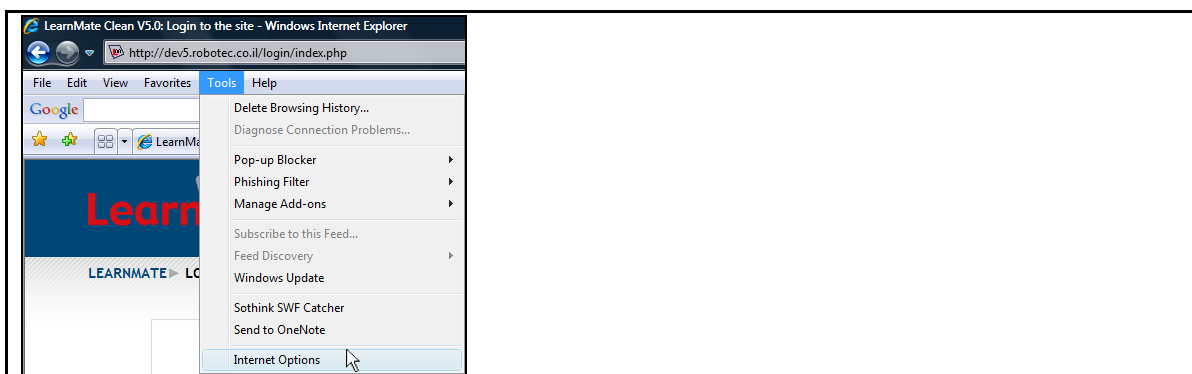 LearnMate Clean V5.0: Login to the site - Windows Internet Explorer
http://dev5.robotec.co.il/login/index.php
File Edit View Favorites Tools Help
Google
Delete Browsing History...
Diagnose Connection Problems...
LearnMa
Pop-up Blocker
Phishing Filter
Manage Add-ons
Learn
Subscribe to this Feed...
Feed Discovery
LEARNMATE LO
Windows Update
Sothink SWF Catcher
Send to OneNote
Internet Options